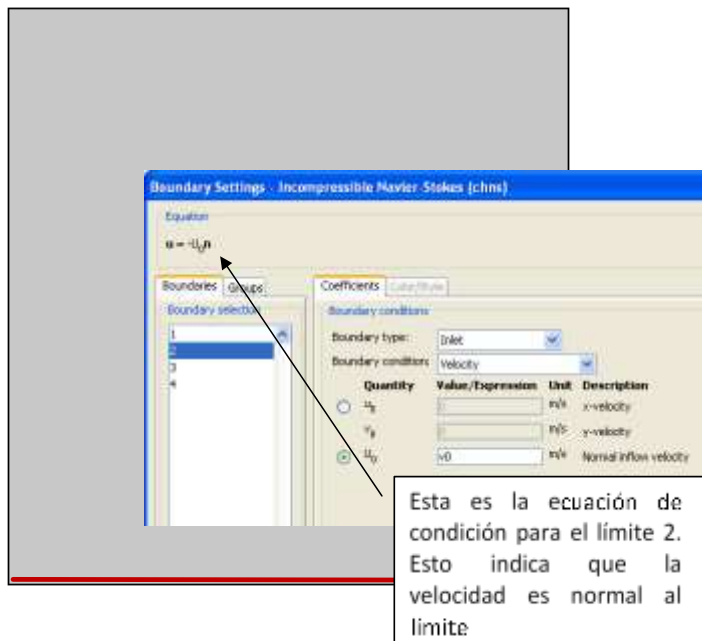 Boundary Settings - Incompressible Navier-Stokes (chns)
Equation
u = -U₀n
Boundaries Groups
Coefficients Color/Style
Boundary selection
Boundary conditions
1
2
3
4
Boundary type: Inlet
Boundary condition: Velocity
Quantity Value/Expression Unit Description
u₀ 0 m/s x-velocity
v₀ 0 m/s y-velocity
U₀ v0 m/s Normal inflow velocity
Esta es la ecuación de
condición para el límite 2.
Esto indica que la
velocidad es normal al
limite